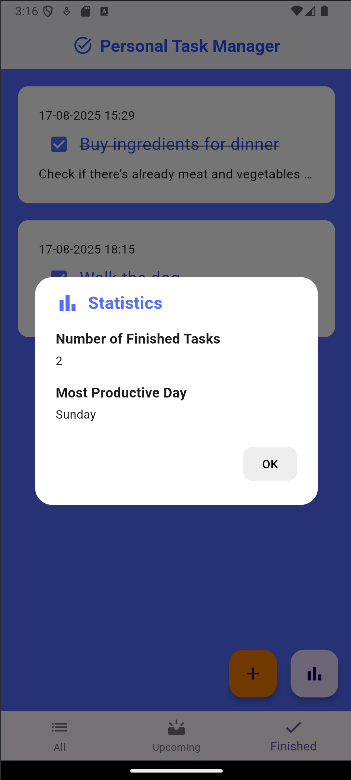 3:16
Personal Task Manager
17-08-2025 15:29
Buy ingredients for dinner
Check if there's already meat and vegetables ...
17-08-2025 18:15
Walk the dog
Statistics
Number of Finished Tasks
2
Most Productive Day
Sunday
OK
All
Upcoming
Finished